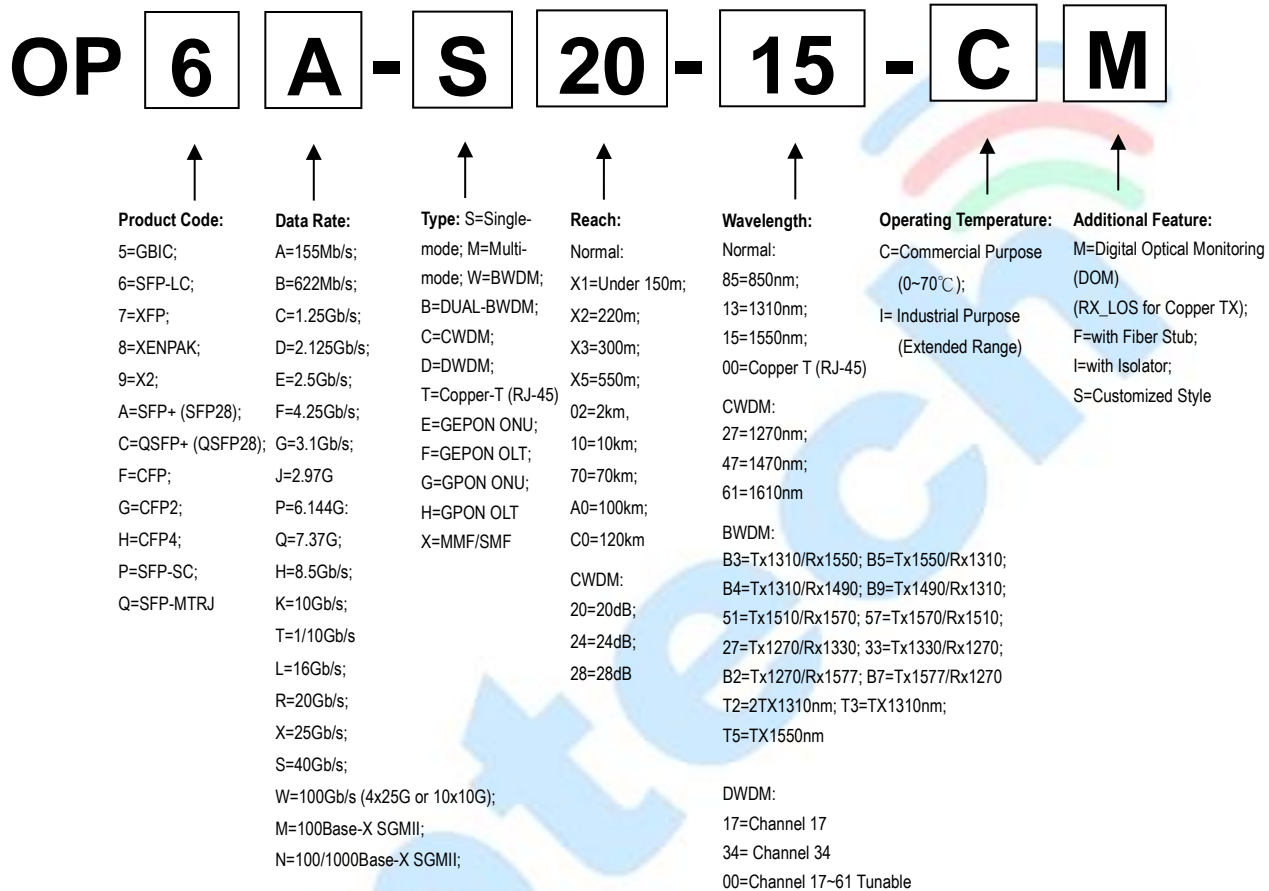 OP 6 A - S 20 - 15 - C M
Product Code:
5=GBIC;
6=SFP-LC;
7=XFP;
8=XENPAK;
9=X2;
A=SFP+ (SFP28);
C=QSFP+ (QSFP28);
F=CFP;
G=CFP2;
H=CFP4;
P=SFP-SC;
Q=SFP-MTRJ
Data Rate:
A=155Mb/s;
B=622Mb/s;
C=1.25Gb/s;
D=2.125Gb/s;
E=2.5Gb/s;
F=4.25Gb/s;
G=3.1Gb/s;
J=2.97G
P=6.144G:
Q=7.37G;
H=8.5Gb/s;
K=10Gb/s;
T=1/10Gb/s
L=16Gb/s;
R=20Gb/s;
X=25Gb/s;
S=40Gb/s;
W=100Gb/s (4x25G or 10x10G);
M=100Base-X SGMII;
N=100/1000Base-X SGMII;
Type: S=Single-
mode; M=Multi-
mode; W=BWDM;
B=DUAL-BWDM;
C=CWDM;
D=DWDM;
T=Copper-T (RJ-45)
E=GEPON ONU;
F=GEPON OLT;
G=GPON ONU;
H=GPON OLT
X=MMF/SMF
Reach:
Normal:
X1=Under 150m;
X2=220m;
X3=300m;
X5=550m;
02=2km,
10=10km;
70=70km;
A0=100km;
C0=120km
CWDM:
20=20dB;
24=24dB;
28=28dB
Wavelength:
Normal:
85=850nm;
13=1310nm;
15=1550nm;
00=Copper T (RJ-45)
CWDM:
27=1270nm;
47=1470nm;
61=1610nm
BWDM:
B3=Tx1310/Rx1550; B5=Tx1550/Rx1310;
B4=Tx1310/Rx1490; B9=Tx1490/Rx1310;
51=Tx1510/Rx1570; 57=Tx1570/Rx1510;
27=Tx1270/Rx1330; 33=Tx1330/Rx1270;
B2=Tx1270/Rx1577; B7=Tx1577/Rx1270
T2=2TX1310nm; T3=TX1310nm;
T5=TX1550nm
DWDM:
17=Channel 17
34= Channel 34
00=Channel 17~61 Tunable
Operating Temperature:
C=Commercial Purpose
(0~70℃);
I= Industrial Purpose
(Extended Range)
Additional Feature:
M=Digital Optical Monitoring
(DOM)
(RX_LOS for Copper TX);
F=with Fiber Stub;
I=with Isolator;
S=Customized Style
tech